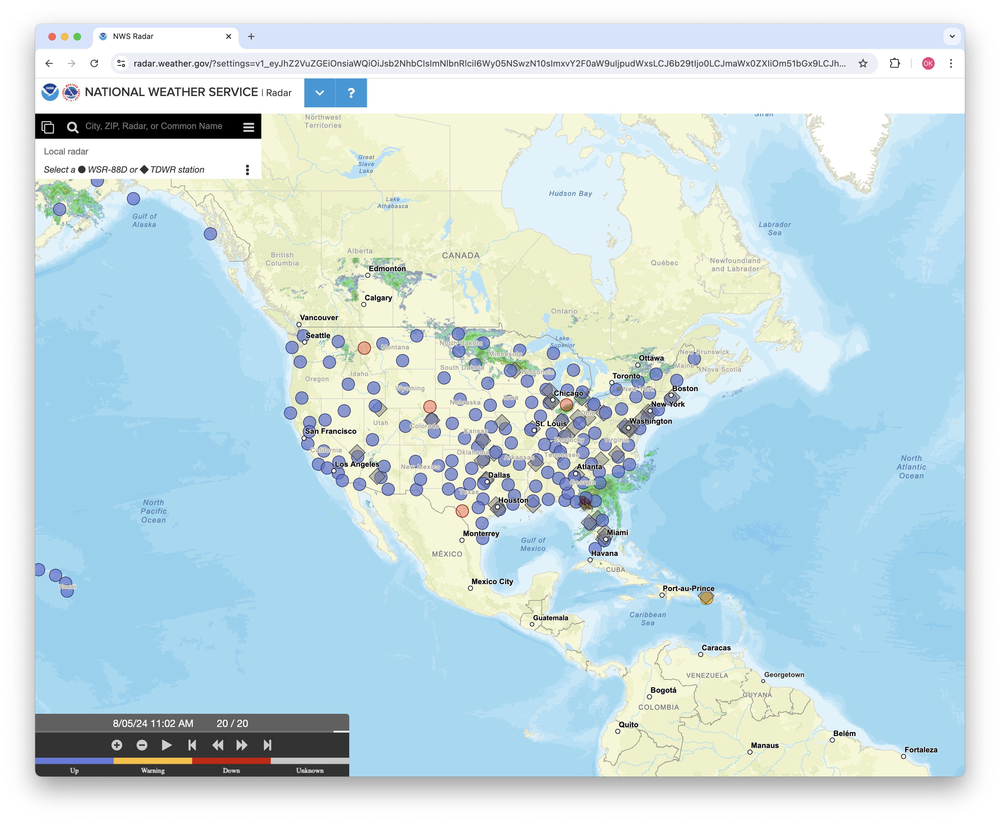 NWS Radar
radar.weather.gov/?settings=v1_eyJhZ2VuZGEiOnsiaWQiOiJsb2NhbCIsImNlbnRlciI6Wy05NSwzN10sImxvY2F0aW9uIjpudWxsLCJ6b29tIjo0LCJmaWx0ZXIiOm51bGx9LCJh...
OK
NOAA
NATIONAL WEATHER SERVICE | Radar
?
City, ZIP, Radar, or Common Name
Local radar
Select a WSR-88D or TDWR station
Northwest
Territories
Strait
Great
Slave
Lake
Lake
Athabasca
Hudson Bay
Gulf of
Alaska
Labrador
Sea
British
Columbia
Alberta
CANADA
Québec
Newfoundland
and Labrador
Edmonton
Calgary
Ontario
Vancouver
Seattle
Lake
Superior
North Dakota
Montana
Minnesota
New Brunswick
Ottawa
Maine
Nova Scotia
South Dakota
Wisconsin
Idaho
Oregon
Toronto
Wyoming
New York
Boston
Chicago
Iowa
Nebraska
New York
Ohio
Utah
Colorado
St. Louis
Washington
Kansas
San Francisco
Kentucky
Virginia
California
Oklahoma
Arkansas
Tennessee
Los Angeles
New Mexico
Atlanta
North
Atlantic
Ocean
Dallas
Georgia
Texas
Houston
North
Pacific
Ocean
Monterrey
Gulf of
Mexico
Miami
MÉXICO
Havana
CUBA
Hawaii
Mexico City
Port-au-Prince
Caribbean
Sea
Guatemala
Caracas
VENEZUELA
Georgetown
Bogotá
GUYANA
COLOMBIA
Quito
Belém
Manaus
Fortaleza
8/05/24 11:02 AM 20 / 20
Up Warning Down Unknown